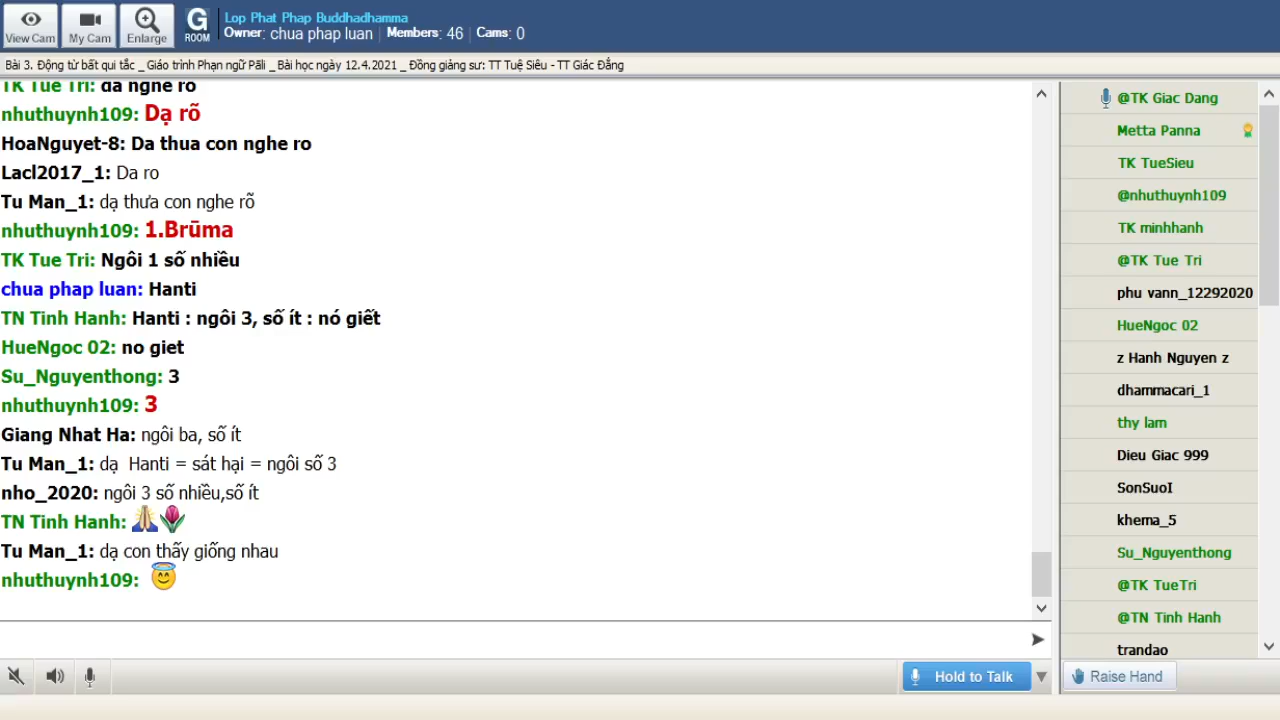 View Cam
My Cam
Enlarge
G
ROOM
Lop Phat Phap Buddhadhamma
Owner: chua phap luan | Members: 46 | Cams: 0
Bài 3. Động từ bất qui tắc _ Giáo trình Phạn ngữ Pāli _ Bài học ngày 12.4.2021 _ Đồng giảng sư: TT Tuệ Siêu - TT Giác Đẳng
TK Tue Tri: da nghe ro
nhuthuynh109: Dạ rõ
HoaNguyet-8: Da thua con nghe ro
Lacl2017_1: Da ro
Tu Man_1: dạ thưa con nghe rõ
nhuthuynh109: 1.Brūma
TK Tue Tri: Ngôi 1 số nhiều
chua phap luan: Hanti
TN Tinh Hanh: Hanti : ngôi 3, số ít : nó giết
HueNgoc 02: no giet
Su_Nguyenthong: 3
nhuthuynh109: 3
Giang Nhat Ha: ngôi ba, số ít
Tu Man_1: dạ  Hanti = sát hại = ngôi số 3
nho_2020: ngôi 3 số nhiều,số ít
TN Tinh Hanh: 🙏🌷
Tu Man_1: dạ con thấy giống nhau
nhuthuynh109: 😇
@TK Giac Dang
Metta Panna
TK TueSieu
@nhuthuynh109
TK minhhanh
@TK Tue Tri
phu vann_12292020
HueNgoc 02
z Hanh Nguyen z
dhammacari_1
thy lam
Dieu Giac 999
SonSuoI
khema_5
Su_Nguyenthong
@TK TueTri
@TN Tinh Hanh
trandao
Hold to Talk
Raise Hand